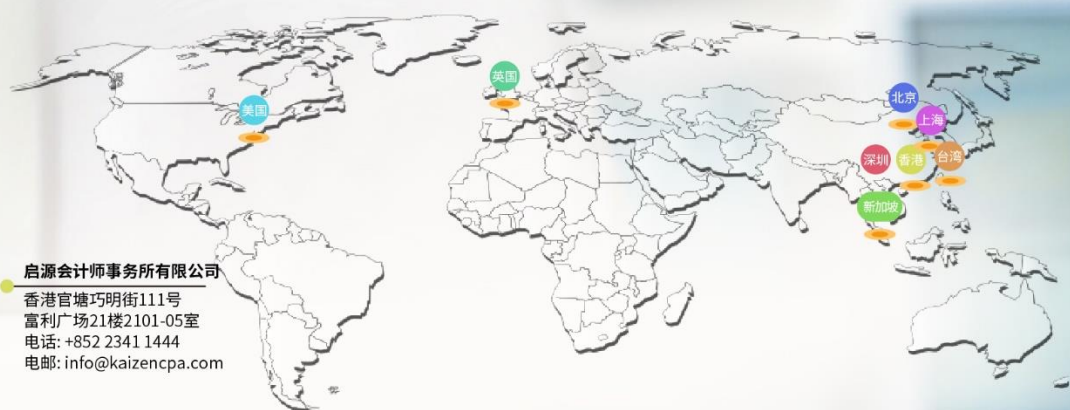 英国
北京
美国
上海
深圳
香港
台湾
新加坡
启源会计师事务所有限公司
香港官塘巧明街111号
富利广场21楼2101-05室
电话: +852 2341 1444
电邮: info@kaizencpa.com